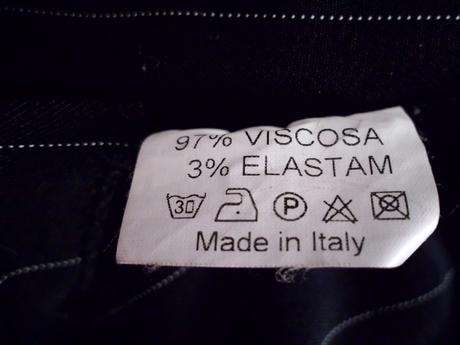 97% VISCOSA
3% ELASTAM
30 P
Made in Italy